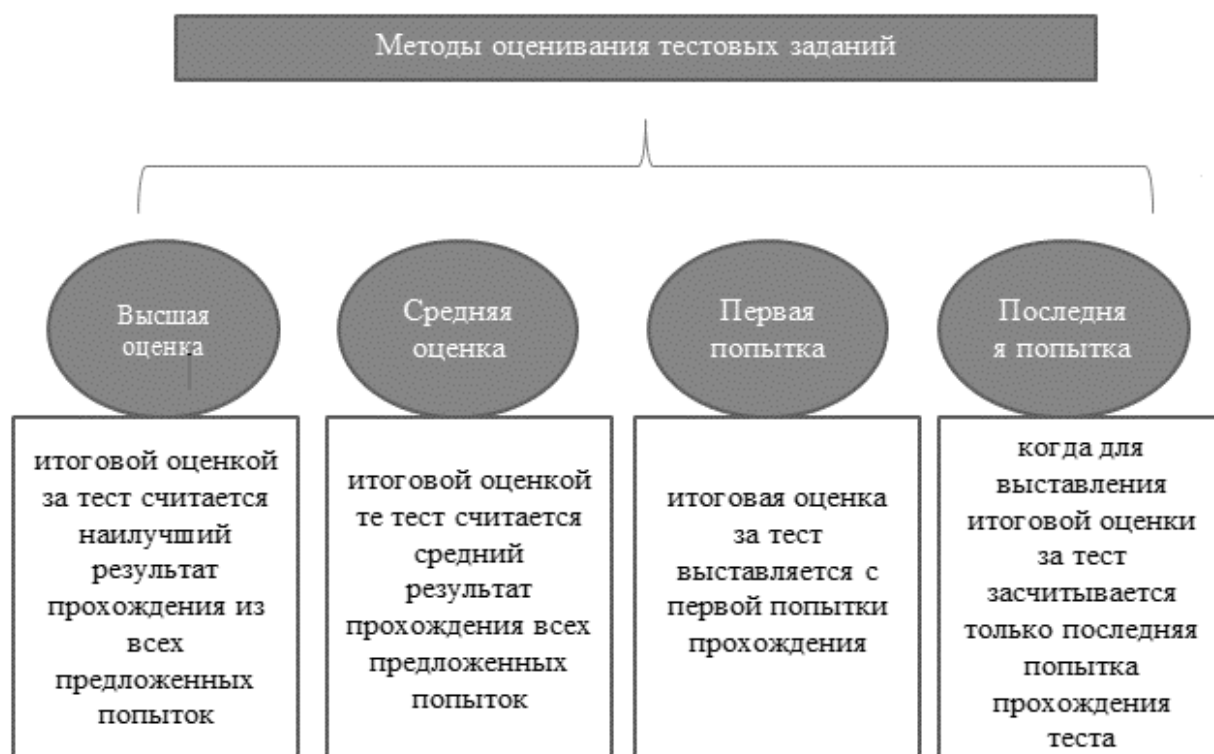 Методы оценивания тестовых заданий
Высшая
оценка
Средняя
оценка
Первая
попытка
Последня
я попытка
итоговой оценкой
за тест считается
наилучший
результат
прохождения из
всех
предложенных
попыток
итоговой оценкой
те тест считается
средний
результат
прохождения всех
предложенных
попыток
итоговая оценка
за тест
выставляется с
первой попытки
прохождения
когда для
выставления
итоговой оценки
за тест
засчитывается
только последняя
попытка
прохождения
теста